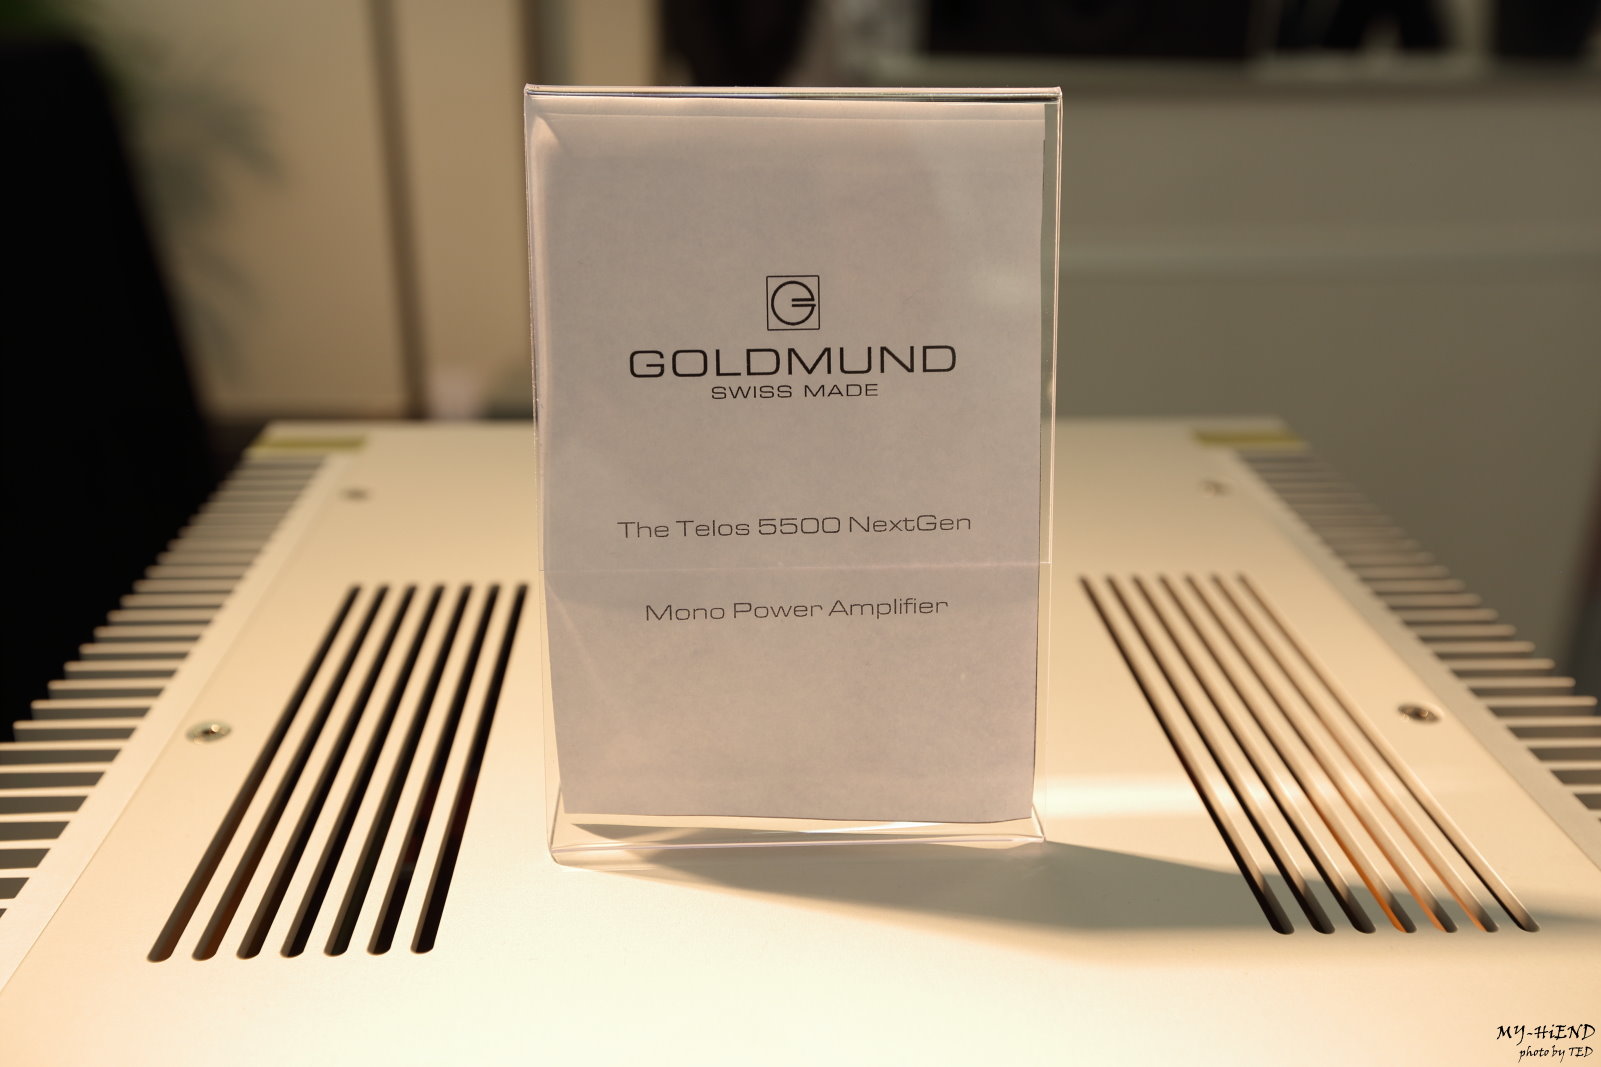 GOLDMUND
SWISS MADE
The Telos 5500 NextGen
Mono Power Amplifier
MY-HiEND
photo by TED